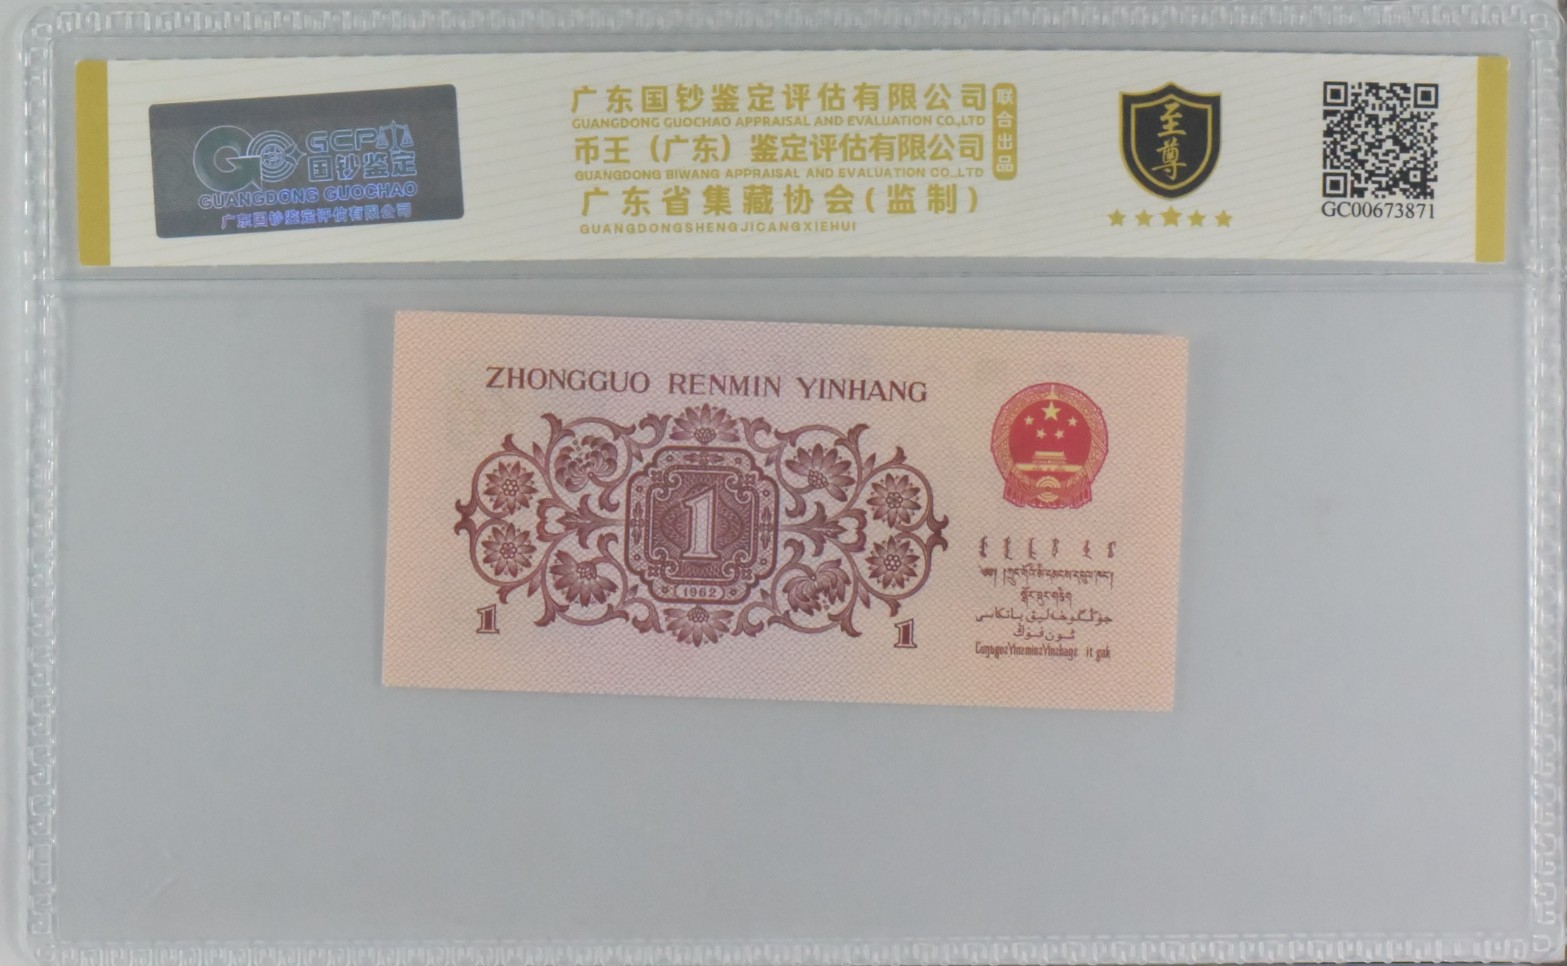 GCP
国钞鉴定
GUANGDONG GUOCHAO
广东国钞鉴定评估有限公司
广东国钞鉴定评估有限公司
GUANGDONG GUOCHAO APPRAISAL AND EVALUATION CO.,LTD
币王（广东）鉴定评估有限公司
GUANGDONG BIWANG APPRAISAL AND EVALUATION CO.,LTD
联合出品
广东省集藏协会(监制)
GUANGDONGSHENGJICANGXIEHUI
至尊
GC00673871
ZHONGGUO RENMIN YINHANG
1
1962
1
1
جۇڭگو خەلىق بانكاسى